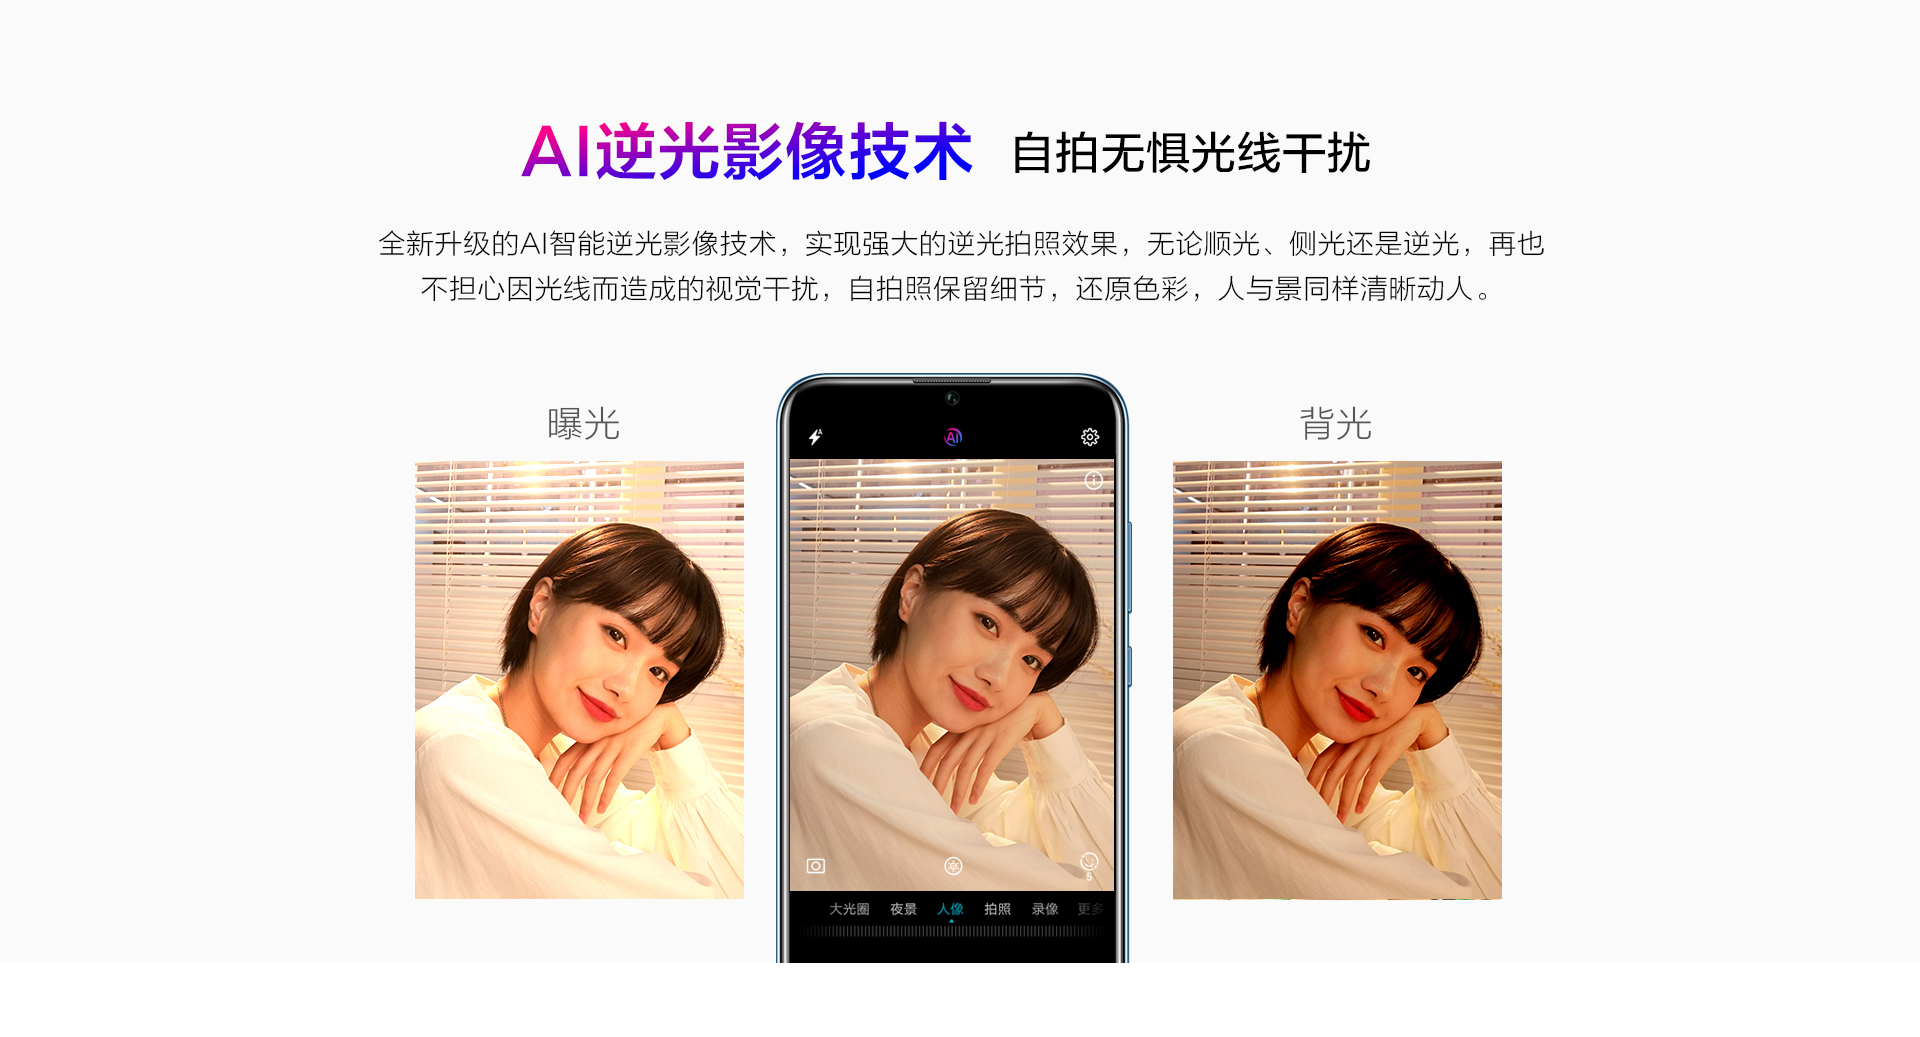 AI逆光影像技术 自拍无惧光线干扰
全新升级的AI智能逆光影像技术，实现强大的逆光拍照效果，无论顺光、侧光还是逆光，再也
不担心因光线而造成的视觉干扰，自拍照保留细节，还原色彩，人与景同样清晰动人。
曝光
背光
A
AI
5
大光圈 夜景 人像 拍照 录像 更多